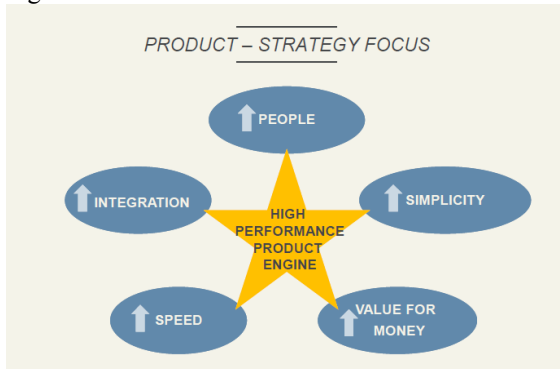 PRODUCT – STRATEGY FOCUS
PEOPLE
INTEGRATION
SIMPLICITY
HIGH
PERFORMANCE
PRODUCT
ENGINE
SPEED
VALUE FOR
MONEY